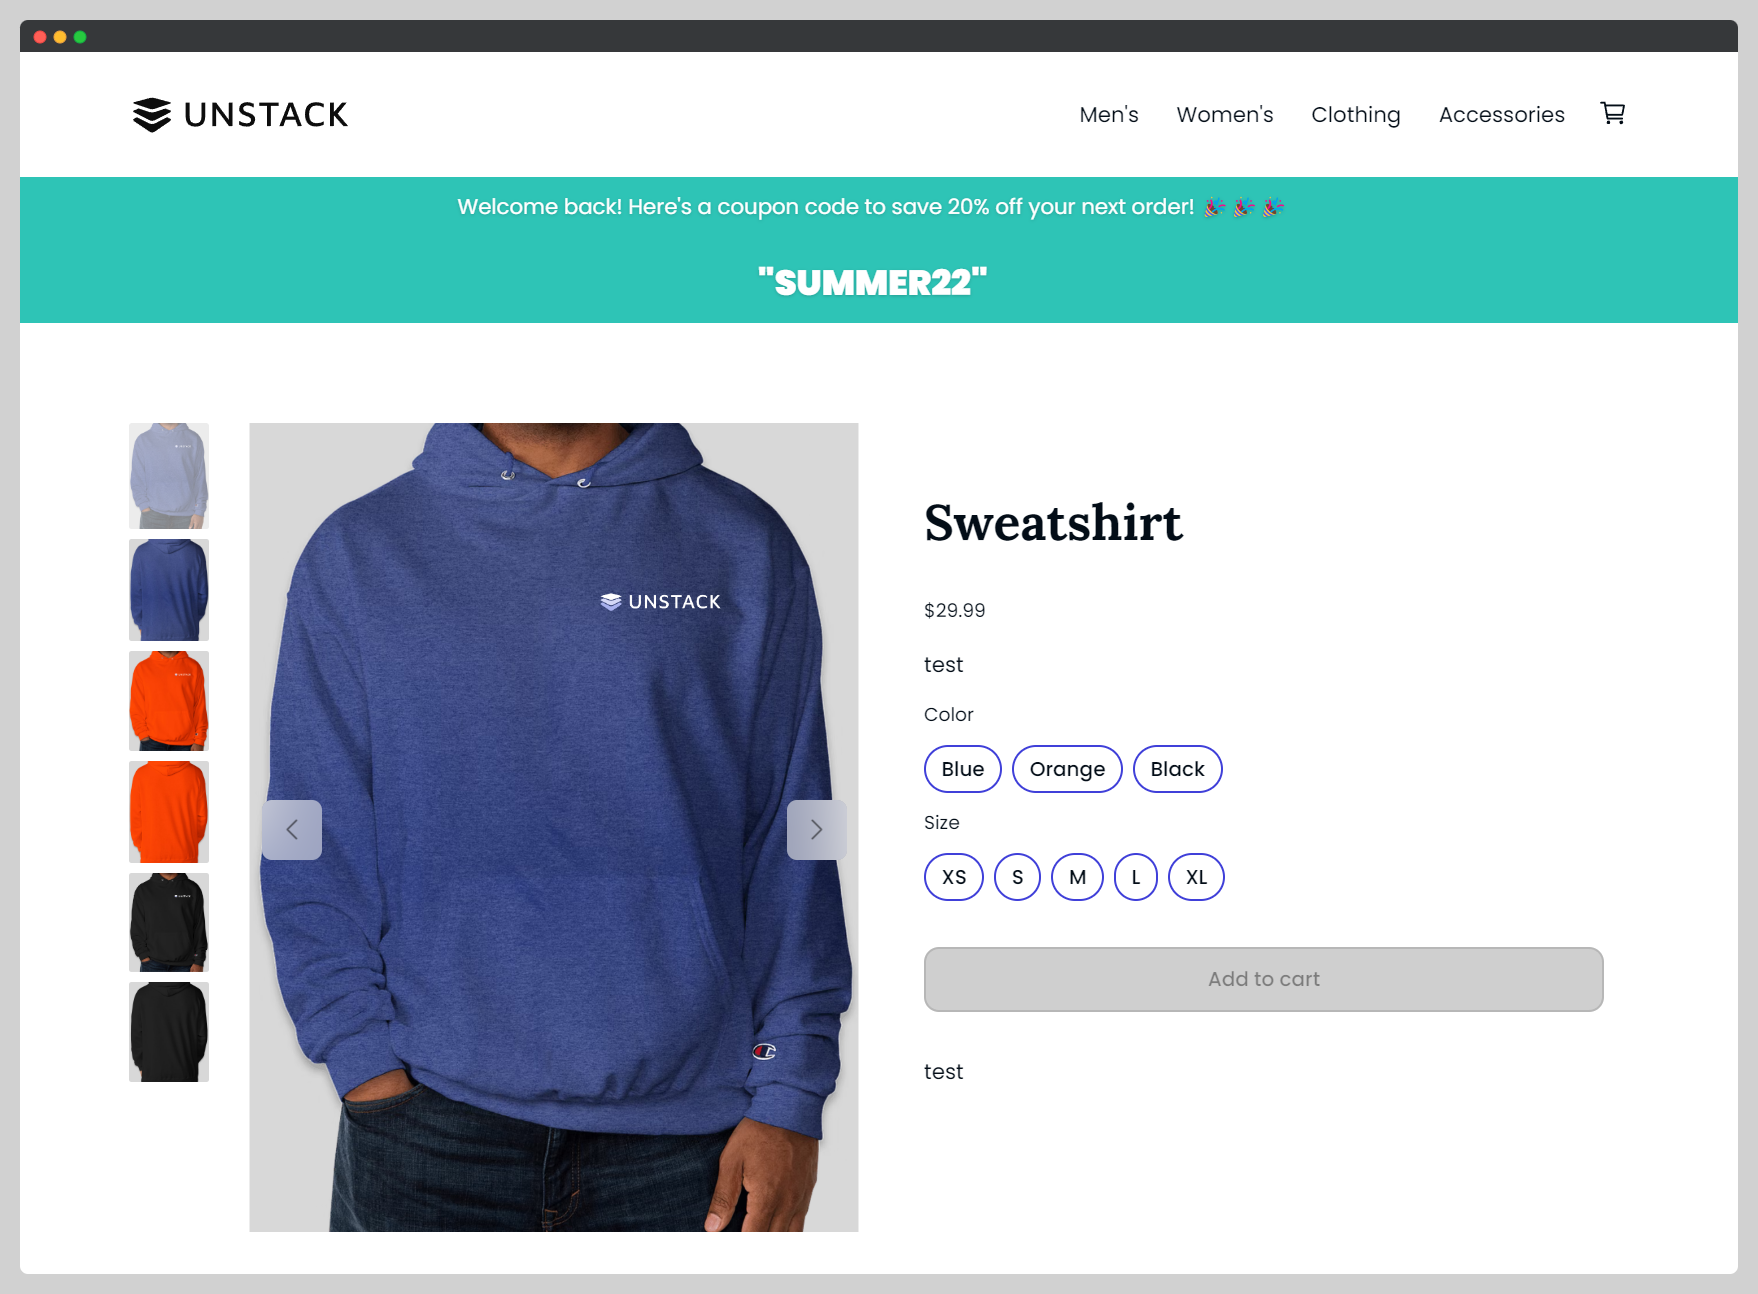 UNSTACK
Men's Women's Clothing Accessories
Welcome back! Here's a coupon code to save 20% off your next order! 🎉 🎉 🎉
"SUMMER22"
UNSTACK
Sweatshirt
$29.99
test
Color
Blue Orange Black
Size
XS S M L XL
Add to cart
test